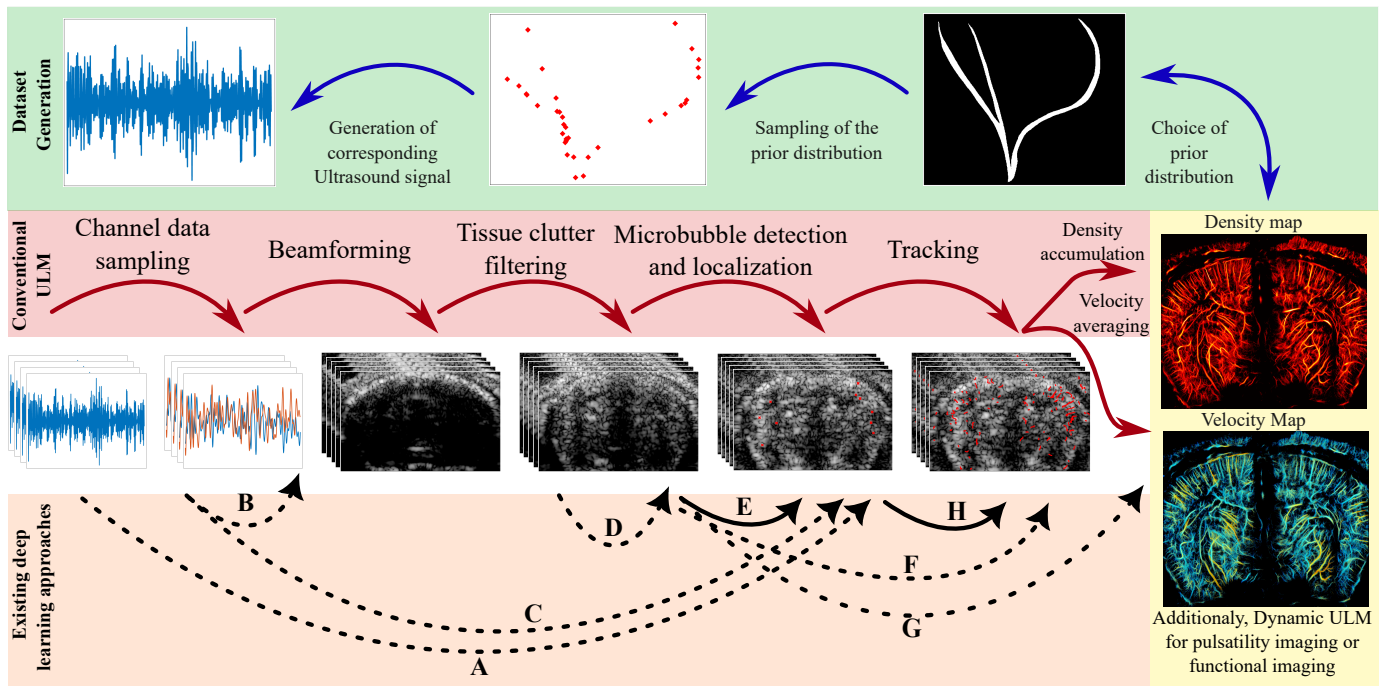 Dataset
Generation
Generation of
corresponding
Ultrasound signal
Sampling of the
prior distribution
Choice of
prior
distribution
Conventional
ULM
Channel data
sampling
Beamforming
Tissue clutter
filtering
Microbubble detection
and localization
Tracking
Density
accumulation
Velocity
averaging
Density map
Velocity Map
Additionaly, Dynamic ULM
for pulsatility imaging or
functional imaging
Existing deep
learning approaches
B
D
E
H
F
C
G
A